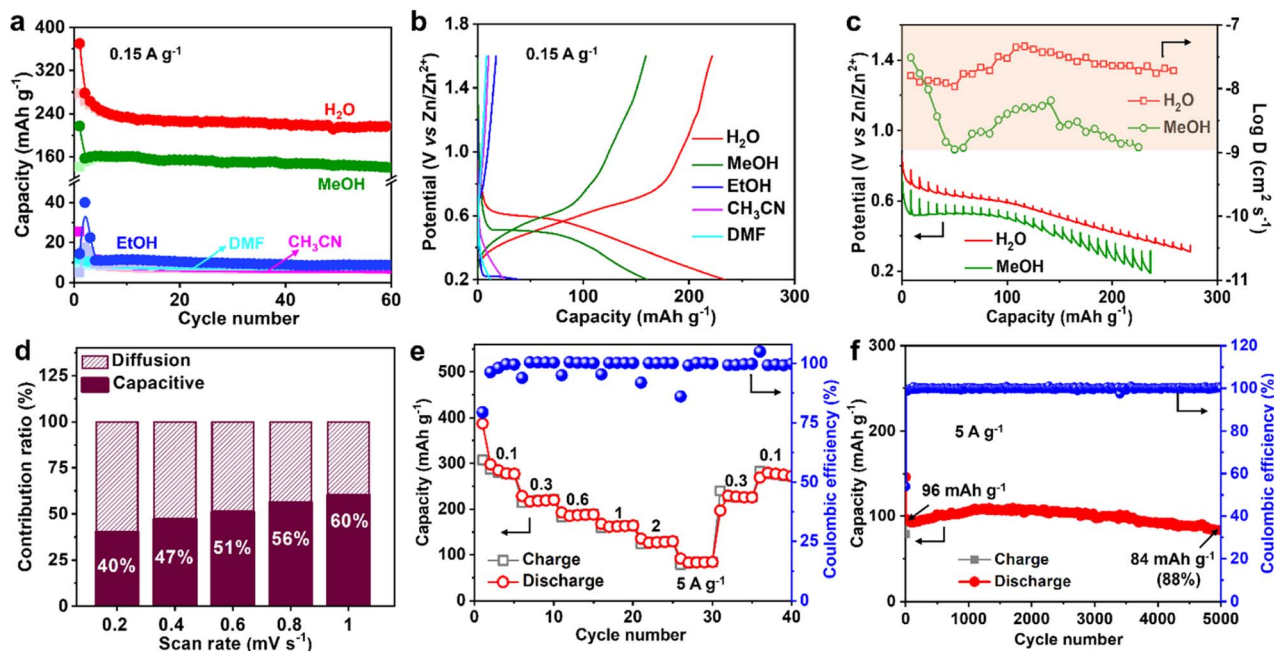 a
0.15 A g⁻¹
400
360
300
240
160
80
40
20
10
0
Capacity (mAh g⁻¹)
H₂O
MeOH
EtOH
DMF
CH₃CN
0
20
40
60
Cycle number
b
0.15 A g⁻¹
1.6
1.2
0.8
0.4
0.2
Potential (V vs Zn/Zn²⁺)
H₂O
MeOH
EtOH
CH₃CN
DMF
0
100
200
300
Capacity (mAh g⁻¹)
c
1.4
1.0
0.6
0.2
Potential (V vs Zn/Zn²⁺)
H₂O
MeOH
H₂O
MeOH
-7
-8
-9
-10
-11
Log D (cm² s⁻¹)
0
100
200
300
Capacity (mAh g⁻¹)
d
Diffusion
Capacitive
125
100
75
50
25
0
Contribution ratio (%)
40%
47%
51%
56%
60%
0.2
0.4
0.6
0.8
1
Scan rate (mV s⁻¹)
e
500
400
300
200
100
0
Capacity (mAh g⁻¹)
0.1
0.3
0.6
1
2
5 A g⁻¹
0.3
0.1
Charge
Discharge
100
75
50
25
0
Coulombic efficiency (%)
0
10
20
30
40
Cycle number
f
300
250
200
150
100
50
0
Capacity (mAh g⁻¹)
5 A g⁻¹
96 mAh g⁻¹
84 mAh g⁻¹
(88%)
Charge
Discharge
120
100
80
60
40
20
0
Coulombic efficiency (%)
0
1000
2000
3000
4000
5000
Cycle number